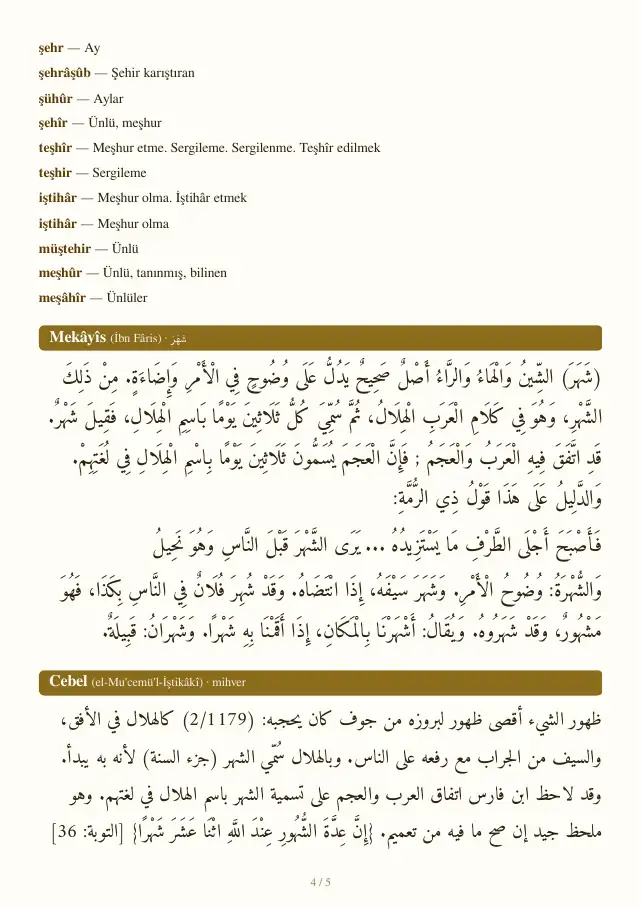 şehr — Ay
şehrâşûb — Şehir karıştıran
şühûr — Aylar
şehîr — Ünlü, meşhur
teşhîr — Meşhur etme. Sergileme. Sergilenme. Teşhîr edilmek
teşhir — Sergileme
iştihâr — Meşhur olma. İştihâr etmek
iştihâr — Meşhur olma
müştehir — Ünlü
meşhûr — Ünlü, tanınmış, bilinen
meşâhîr — Ünlüler
Mekâyîs (İbn Fâris) · شَهَرَ
(شَهَرَ) الشِّينُ وَالْهَاءُ وَالرَّاءُ أَصْلٌ صَحِيحٌ يَدُلُّ عَلَى وُضُوحٍ فِي الْأَمْرِ وَإِضَاءَةٍ. مِنْ ذَلِكَ
الشَّهْرِ، وَهُوَ فِي كَلَامِ الْعَرَبِ الْهِلَالُ، ثُمَّ سُمِّيَ كُلُّ ثَلَاثِينَ يَوْمًا بَاسِمِ الْهِلَالِ، فَقِيلَ شَهْرٌ.
قَدِ اتَّفَقَ فِيهِ الْعَرَبُ وَالْعَجَمُ ; فَإِنَّ الْعَجَمَ يُسَمُّونَ ثَلَاثِينَ يَوْمًا بِاسْمِ الْهِلَالِ فِي لُغَتِهِمْ.
وَالدَّلِيلُ عَلَى هَذَا قَوْلُ ذِي الرُّمَّةِ:
فَأَصْبَحَ أَجْلَى الطَّرْفِ مَا يَسْتَزِيدُهُ ... يَرَى الشَّهْرَ قَبْلَ النَّاسِ وَهُوَ نَحِيلُ
وَالشُّهْرَةُ: وُضُوحُ الْأَمْرِ. وَشَهَرَ سَيْفَهُ، إِذَا انْتَضَاهُ. وَقَدْ شُهِرَ فُلَانٌ فِي النَّاسِ بِكَذَا، فَهُوَ
مَشْهُورٌ، وَقَدْ شَهَرُوهُ. وَيُقَالُ: أَشْهَرْنَا بِالْمَكَانِ، إِذَا أَقَمْنَا بِهِ شَهْرًا. وَشَهْرَانُ: قَبِيلَةٌ.
Cebel (el-Mu'cemü'l-İştikâkî) · mihver
ظهور الشيء أقصى ظهور لبروزه من جوف كان يحجبه: (2/1179) كالهلال في الأفق،
والسيف من الجراب مع رفعه على الناس. وبالهلال سُمِّي الشهر (جزء السنة) لأنه به يبدأ.
وقد لاحظ ابن فارس اتفاق العرب والعجم على تسمية الشهر باسم الهلال في لغتهم. وهو
ملحظ جيد إن صح ما فيه من تعميم. {إِنَّ عِدَّةَ الشُّهُورِ عِنْدَ اللَّهِ اثْنَا عَشَرَ شَهْرًا} [التوبة: 36]
4 / 5